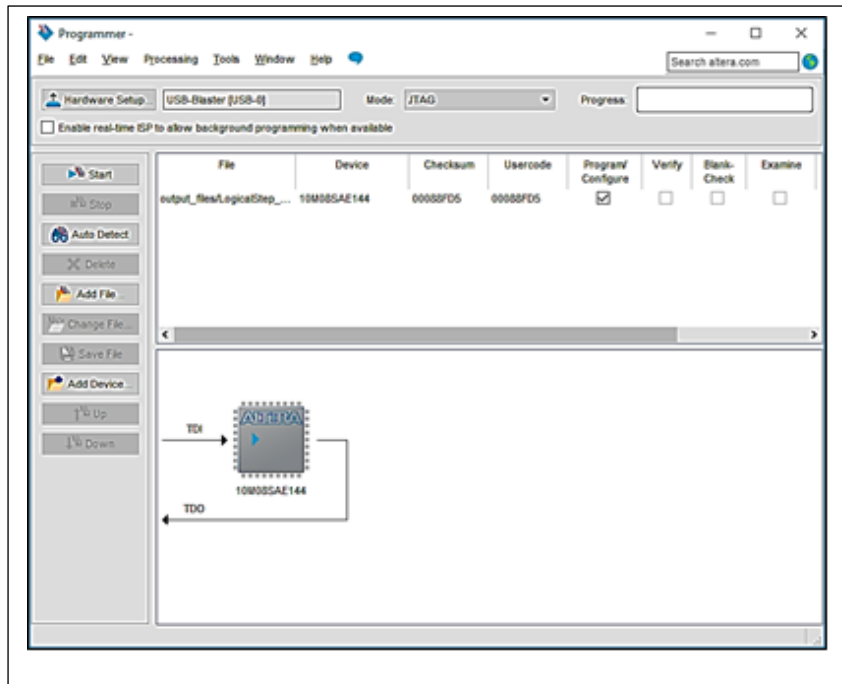 Programmer -
File Edit View Processing Tools Window Help
Search altera.com
Hardware Setup... USB-Blaster [USB-0] Mode: JTAG Progress:
Enable real-time ISP to allow background programming when available
Start
Stop
Auto Detect
Delete
Add File...
Change File...
Save File
Add Device...
Up
Down
File Device Checksum Usercode Program/ Configure Verify Blank- Check Examine
output_files/LogicalStep_... 10M08SAE144 00088FD5 00088FD5
TDI
ALTERA
10M08SAE144
TDO